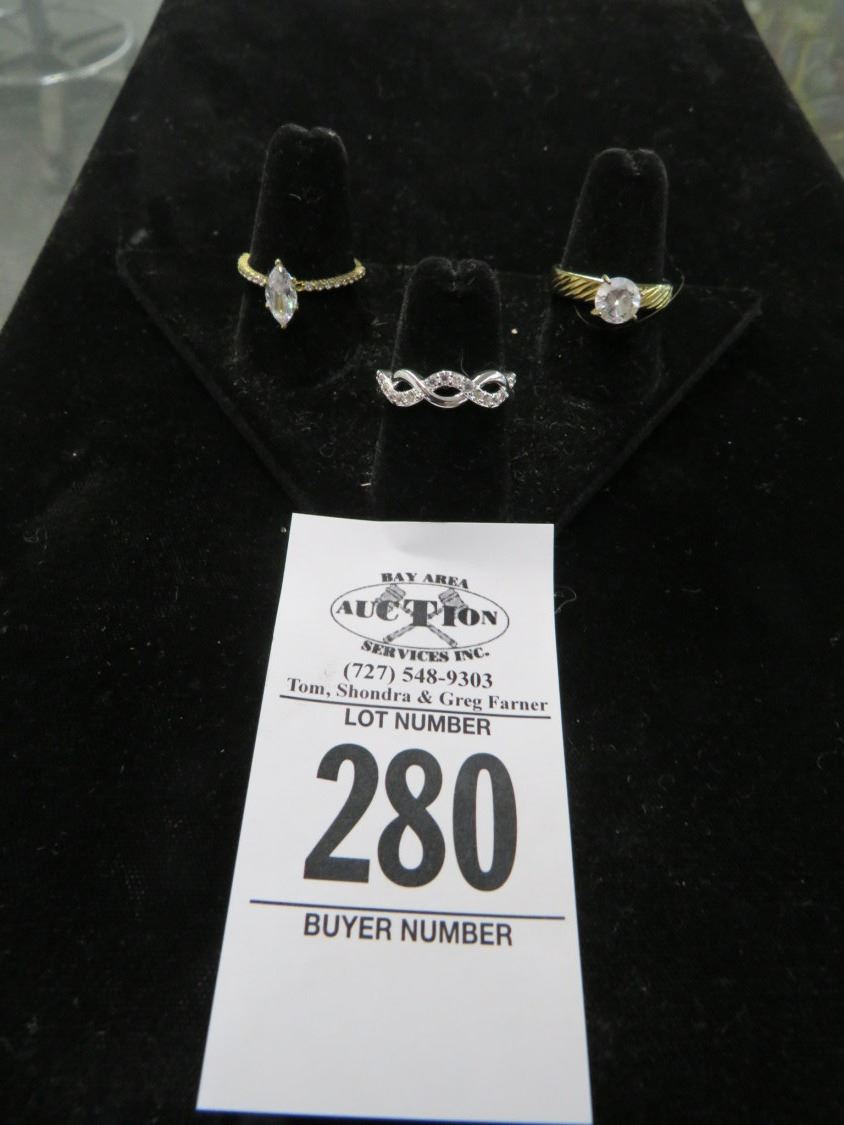 BAY AREA
AUCTION
SERVICES INC.
(727) 548-9303
Tom, Shondra & Greg Farner
LOT NUMBER
280
BUYER NUMBER